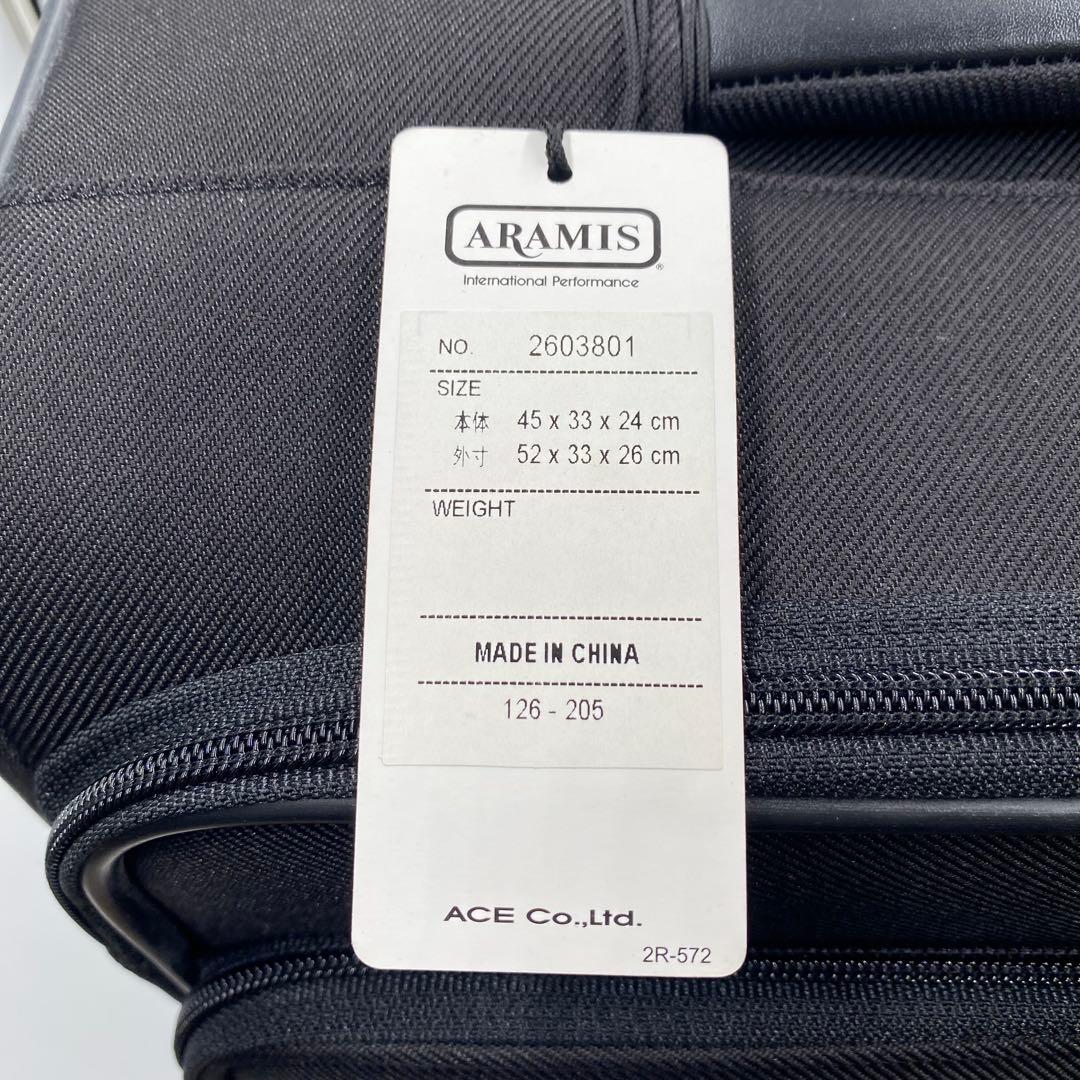 ARAMIS
®
International Performance
NO. 2603801
SIZE
本体 45 x 33 x 24 cm
外寸 52 x 33 x 26 cm
WEIGHT
MADE IN CHINA
126 - 205
ACE Co.,Ltd.
2R-572